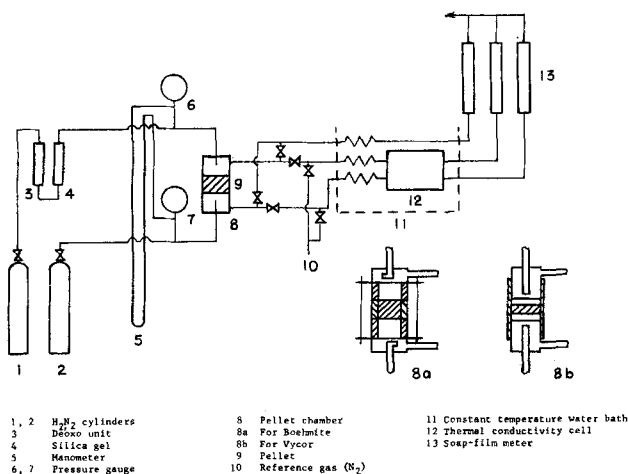 6
13
3
4
9
12
7
8
11
10
5
1
2
8a
8b
1, 2 H2N2 cylinders
3 Deoxo unit
4 Silica gel
5 Manometer
6, 7 Pressure gauge
8 Pellet chamber
8a For Boehmite
8b For Vycor
9 Pellet
10 Reference gas (N2)
11 Constant temperature water bath
12 Thermal conductivity cell
13 Soap-film meter